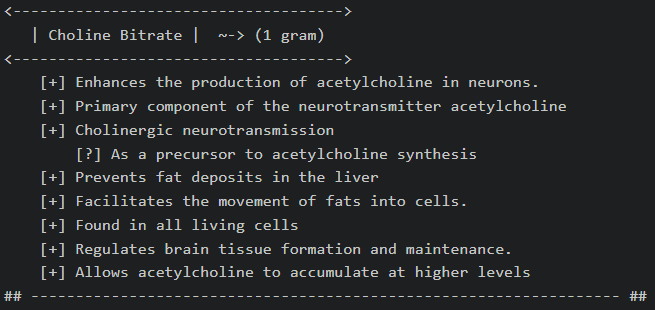 <------------------------------------->
| Choline Bitrate | ~-> (1 gram)
<------------------------------------->
[+] Enhances the production of acetylcholine in neurons.
[+] Primary component of the neurotransmitter acetylcholine
[+] Cholinergic neurotransmission
[?] As a precursor to acetylcholine synthesis
[+] Prevents fat deposits in the liver
[+] Facilitates the movement of fats into cells.
[+] Found in all living cells
[+] Regulates brain tissue formation and maintenance.
[+] Allows acetylcholine to accumulate at higher levels
## ------------------------------------------------------------------ ##